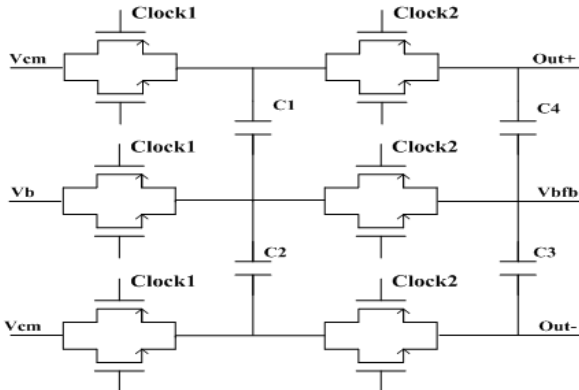 Clock1 Clock2
Vcm Out+
C1 C4
Clock1 Clock2
Vb Vbfb
C2 C3
Clock1 Clock2
Vcm Out-